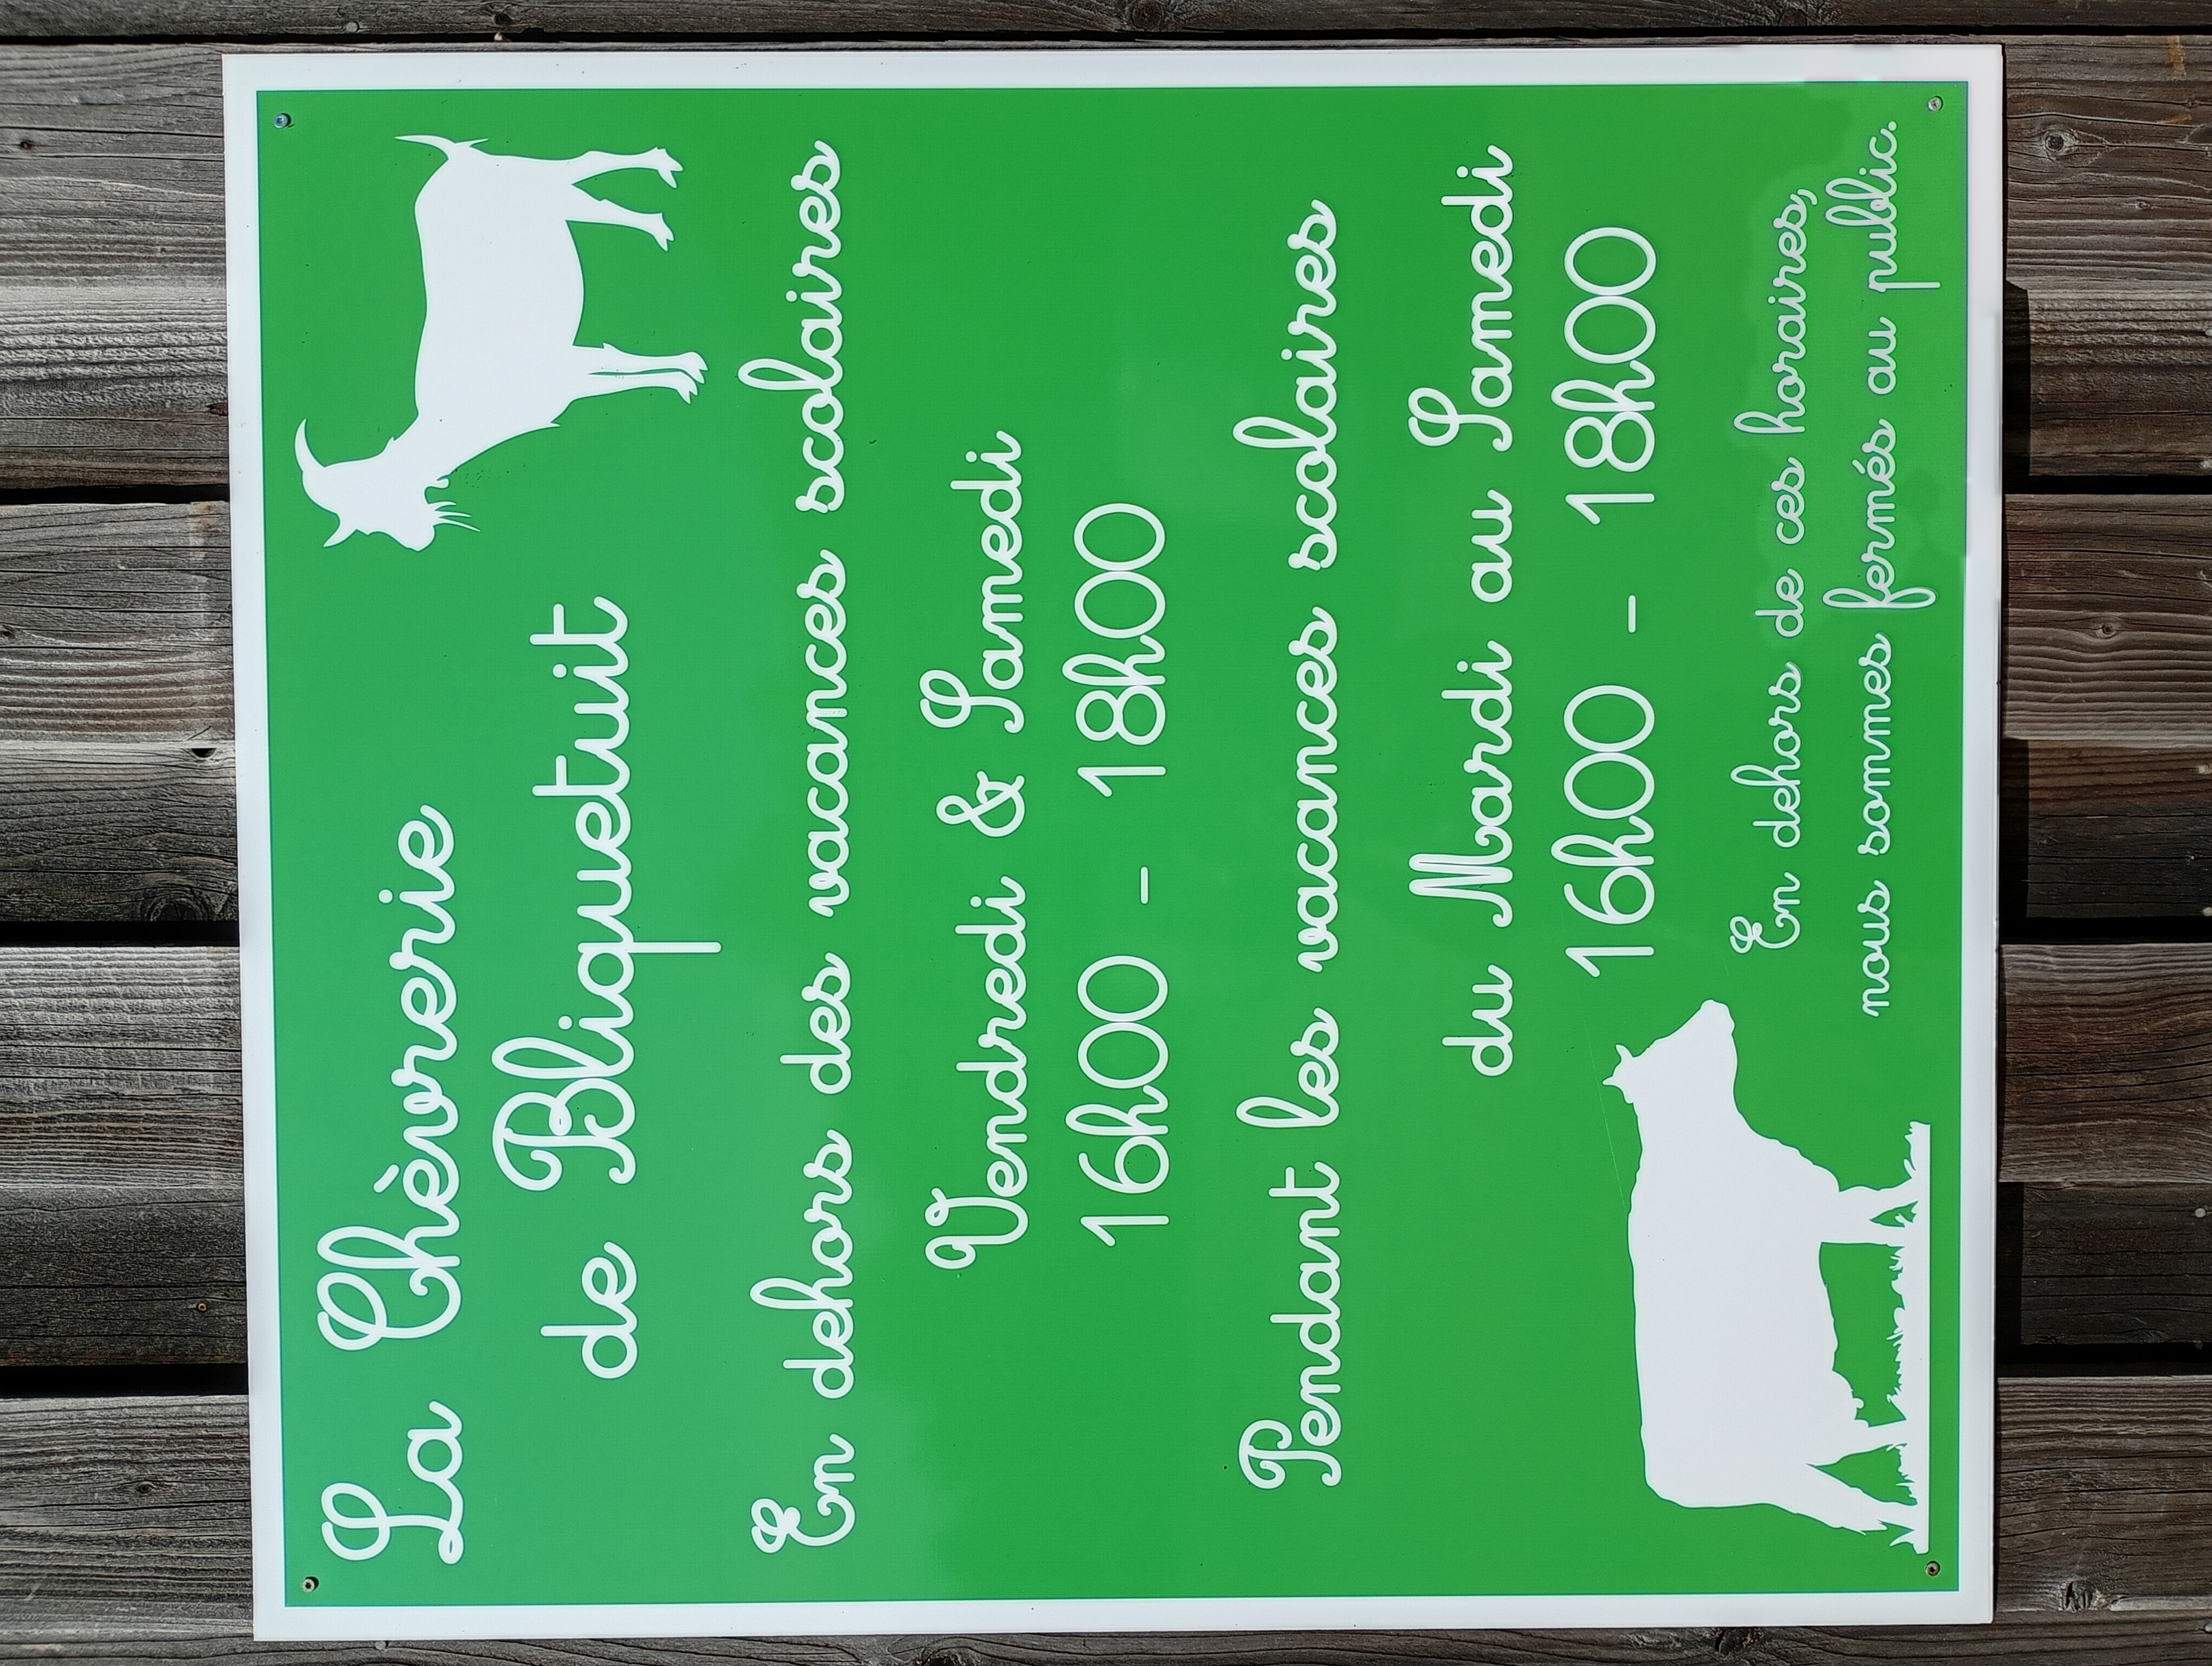 La Chèvrerie
de Bliquetuit
En dehors des vacances scolaires
Vendredi & Samedi
16h00 - 18h00
Pendant les vacances scolaires
du Mardi au Samedi
16h00 - 18h00
En dehors de ces horaires,
nous sommes fermés au public.